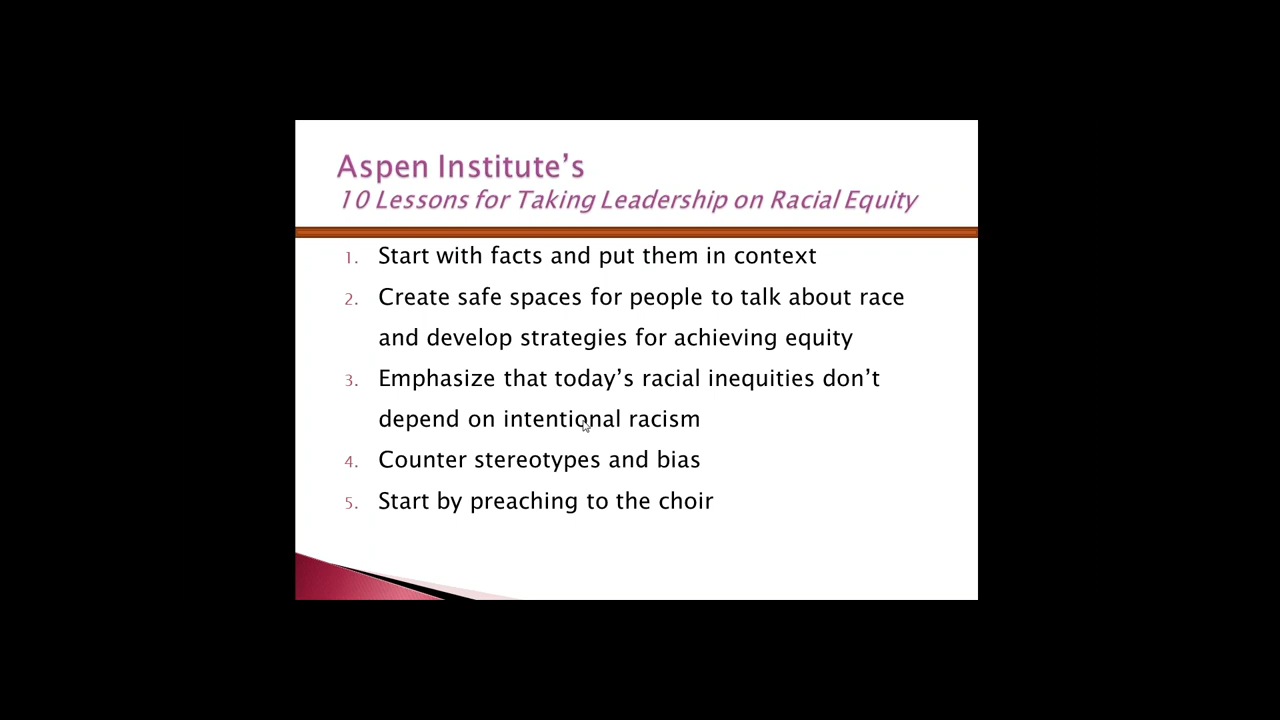 Aspen Institute’s
10 Lessons for Taking Leadership on Racial Equity
1. Start with facts and put them in context
2. Create safe spaces for people to talk about race
and develop strategies for achieving equity
3. Emphasize that today’s racial inequities don’t
depend on intentional racism
4. Counter stereotypes and bias
5. Start by preaching to the choir